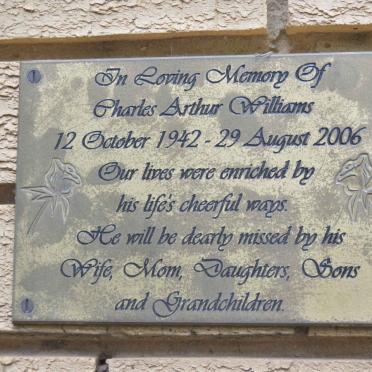 In Loving Memory Of
Charles Arthur Williams
12 October 1942 - 29 August 2006
Our lives were enriched by
his life's cheerful ways.
He will be dearly missed by his
Wife, Mom, Daughters, Sons
and Grandchildren.